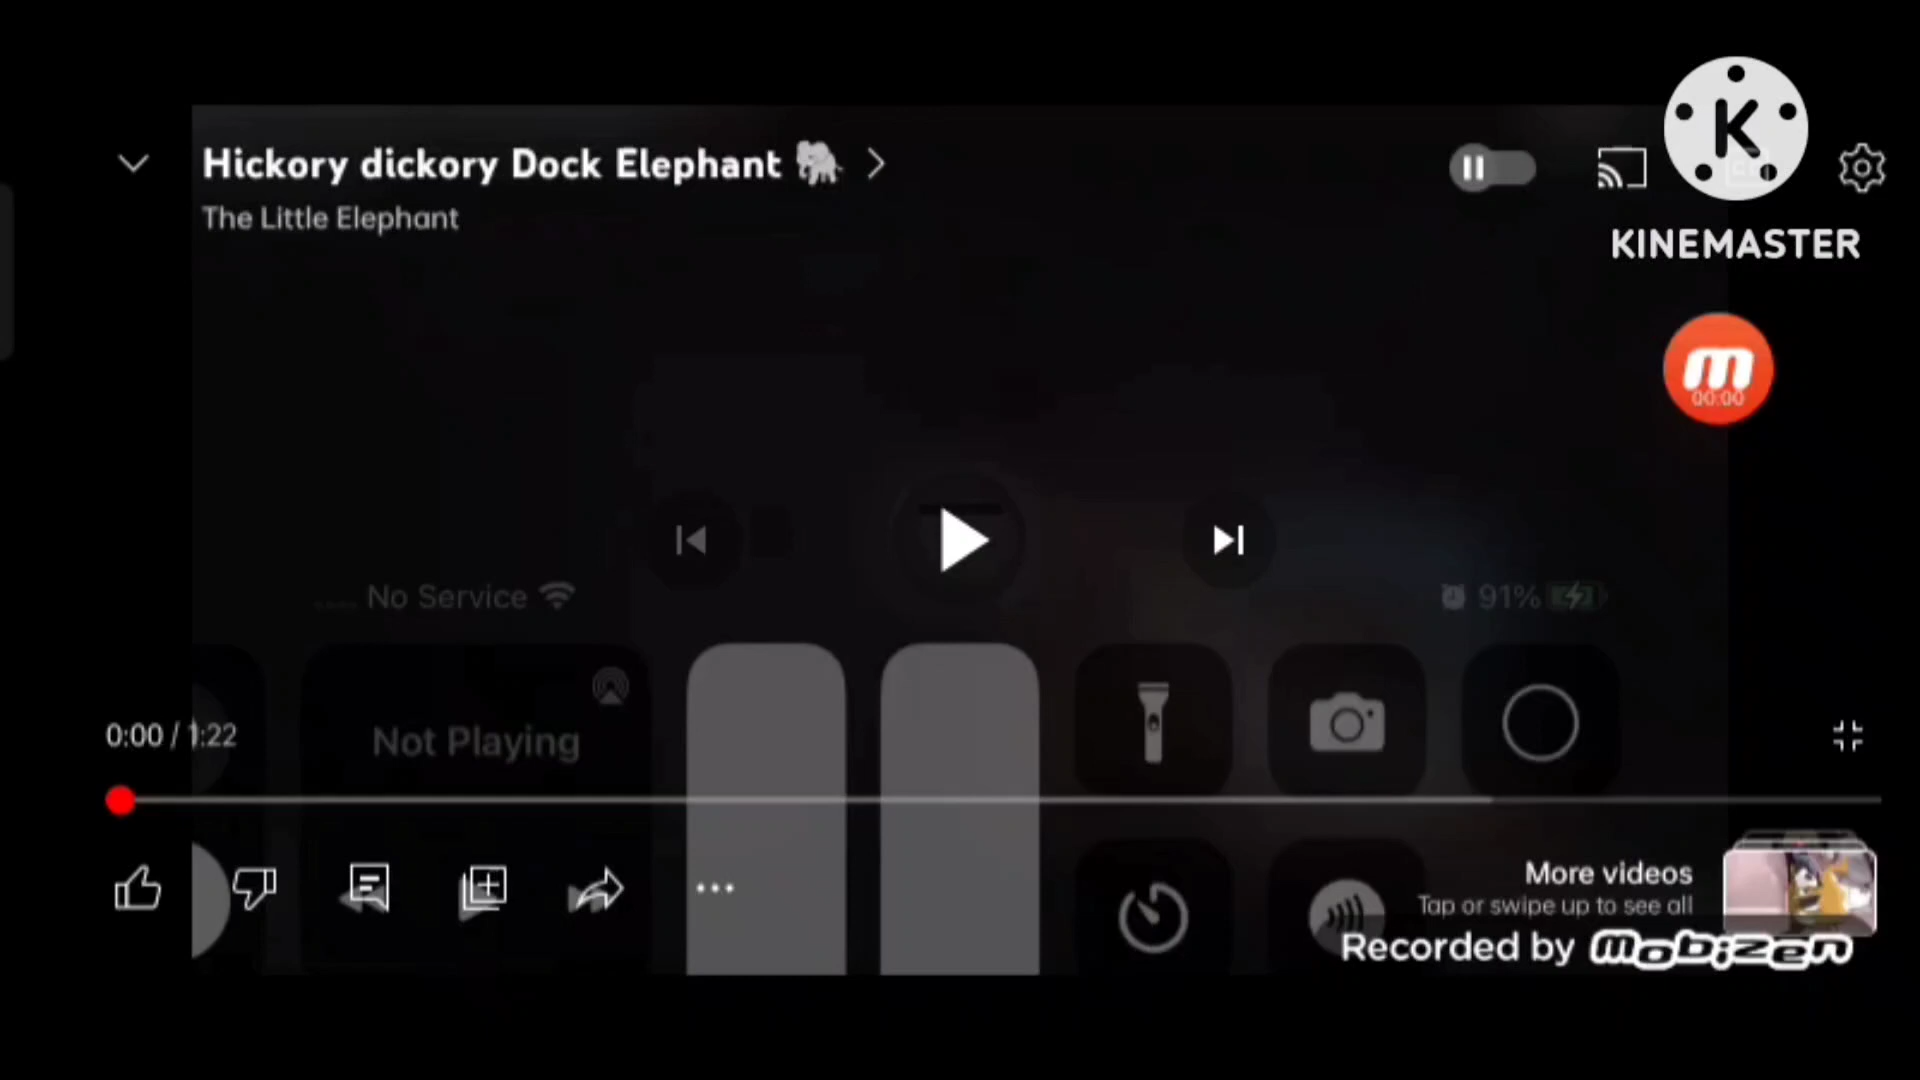 Hickory dickory Dock Elephant 🐘
The Little Elephant
K
KINEMASTER
m
00:00
No Service
91%
Not Playing
0:00 / 1:22
More videos
Tap or swipe up to see all
Recorded by mobizen